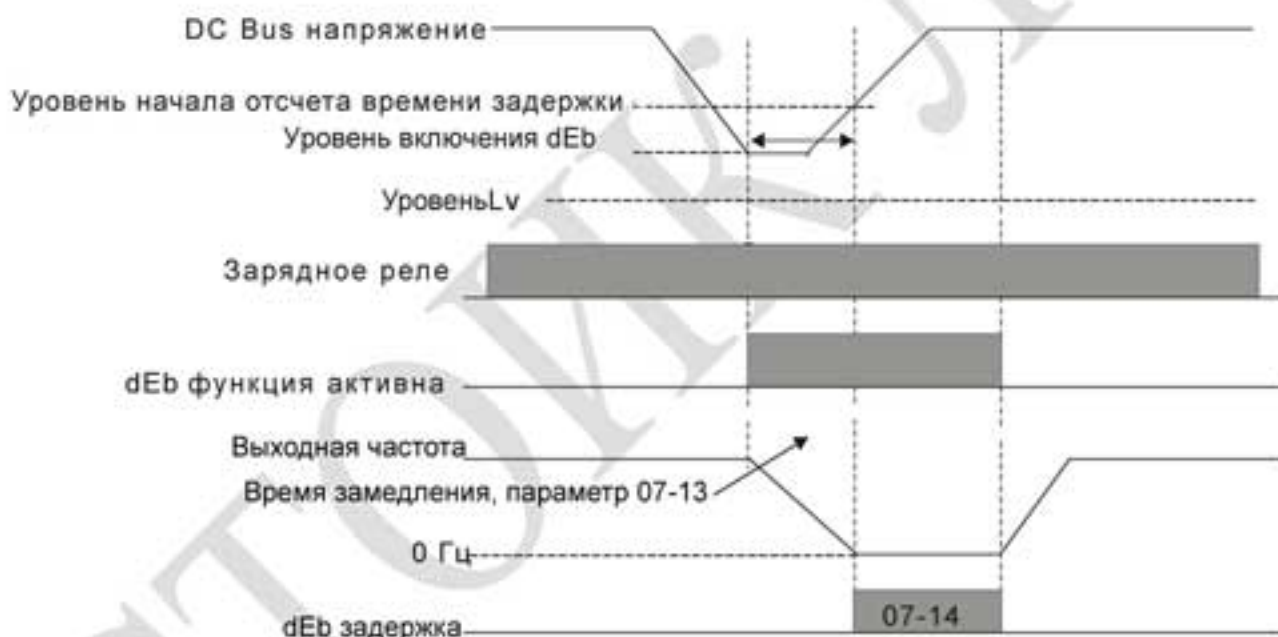 DC Bus напряжение
Уровень начала отсчета времени задержки
Уровень включения dEb
УровеньLv
Зарядное реле
dEb функция активна
Выходная частота
Время замедления, параметр 07-13
0 Гц
07-14
dEb задержка